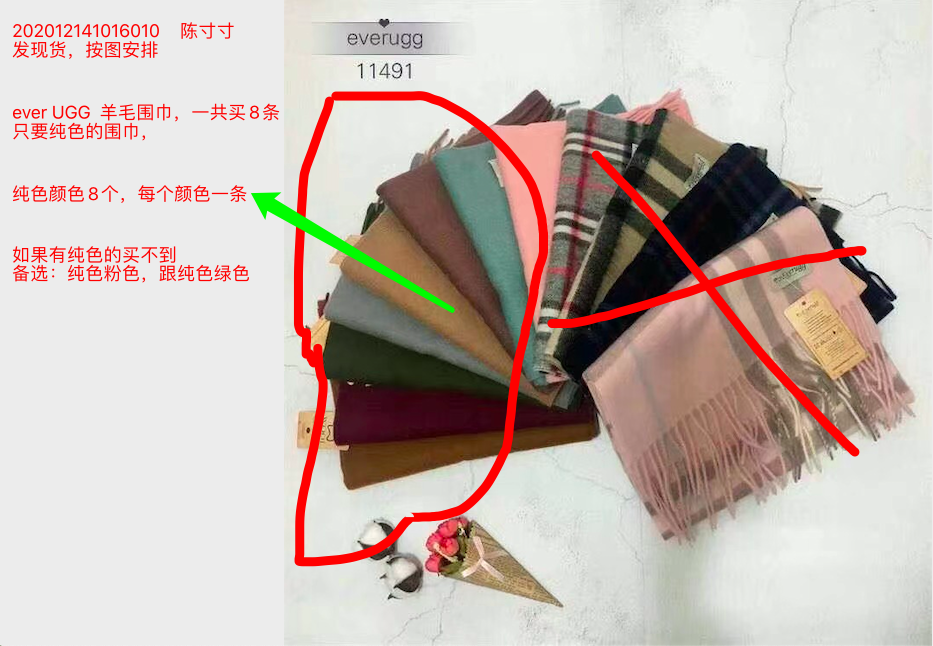 202012141016010 陈寸寸
发现货，按图安排
ever UGG 羊毛围巾，一共买8条
只要纯色的围巾，
纯色颜色8个，每个颜色一条
如果有纯色的买不到
备选：纯色粉色，跟纯色绿色
everugg
11491